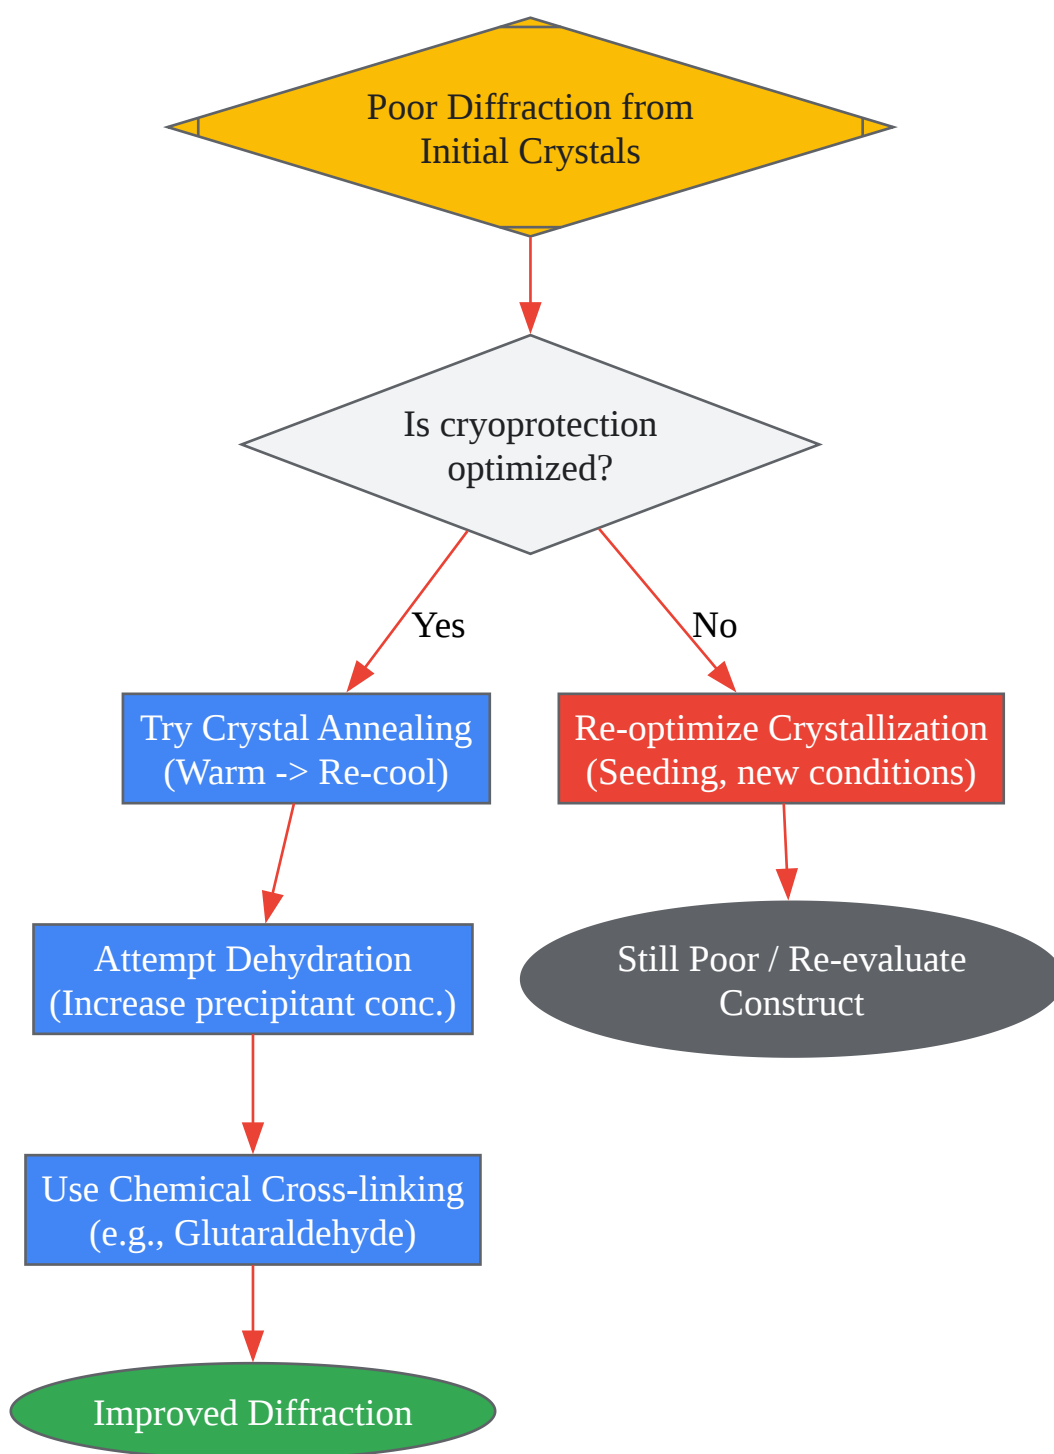 Poor Diffraction from
Initial Crystals
Is cryoprotection
optimized?
Yes
No
Try Crystal Annealing
(Warm -> Re-cool)
Re-optimize Crystallization
(Seeding, new conditions)
Attempt Dehydration
(Increase precipitant conc.)
Still Poor / Re-evaluate
Construct
Use Chemical Cross-linking
(e.g., Glutaraldehyde)
Improved Diffraction